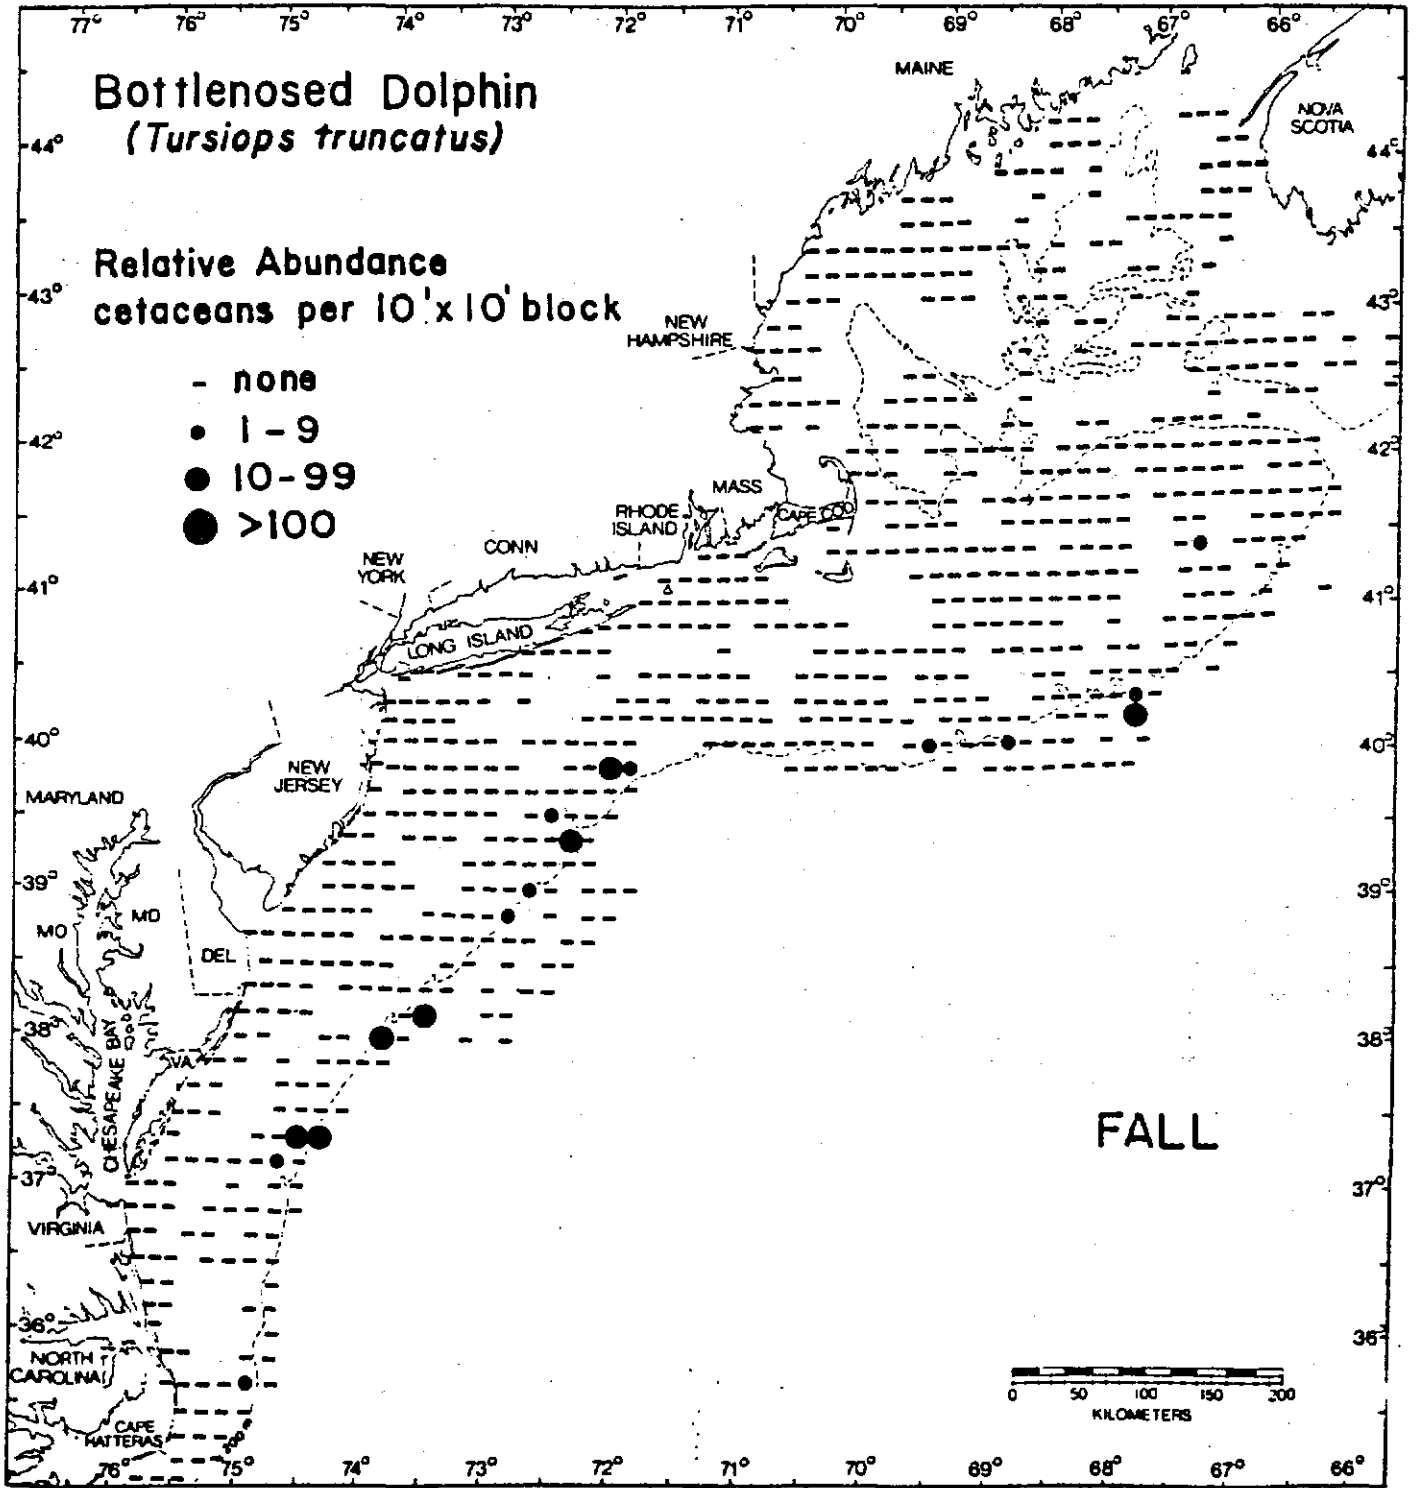 77° 76° 75° 74° 73° 72° 71° 70° 69° 68° 67° 66°
Bottlenosed Dolphin
(Tursiops truncatus)
Relative Abundance
cetaceans per 10'x10' block
- none
1-9
10-99
>100
MAINE
NOVA
SCOTIA
44° 44°
43° 43°
NEW
HAMPSHIRE
42° 42°
MASS
CAPE COD
RHODE
ISLAND
CONN
NEW
YORK
41° 41°
LONG ISLAND
40° 40°
NEW
JERSEY
MARYLAND
39° 39°
MD
MD
DEL
38° 38°
CHESAPEAKE BAY
VA.
FALL
37° 37°
VIRGINIA
36° 36°
NORTH
CAROLINA
CAPE
HATTERAS
200 m
0 50 100 150 200
KILOMETERS
76° 75° 74° 73° 72° 71° 70° 69° 68° 67° 66°